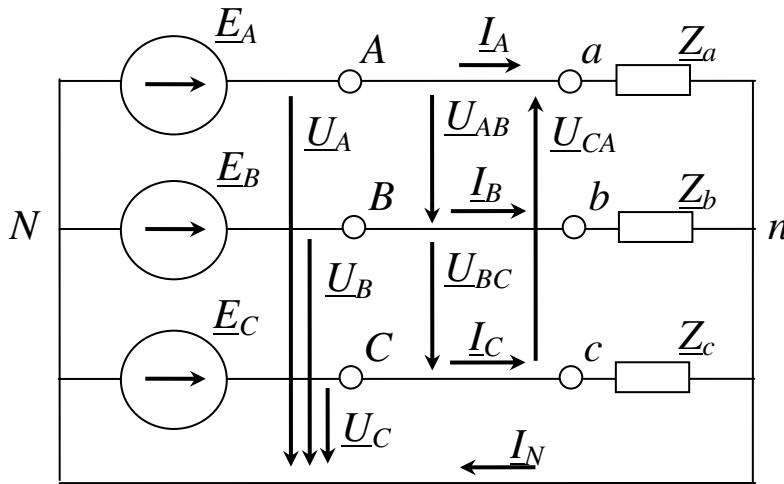 E_A A I_A a Z_a
U_A U_AB U_CA
E_B B I_B b Z_b
N n
U_B U_BC
E_C C I_C c Z_c
U_C I_N